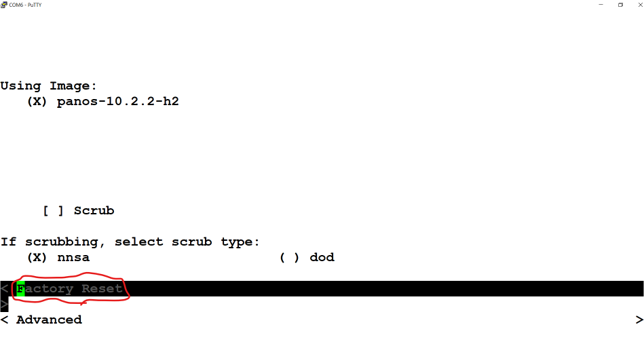 COM6 - PuTTY
Using Image:
(X) panos-10.2.2-h2
[ ] Scrub
If scrubbing, select scrub type:
(X) nnsa ( ) dod
< Factory Reset
>
< Advanced >